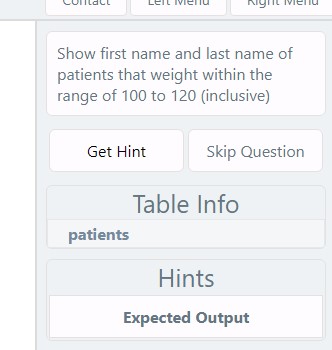 Contact Left Menu Right Menu
Show first name and last name of
patients that weight within the
range of 100 to 120 (inclusive)
Get Hint Skip Question
Table Info
patients
Hints
Expected Output